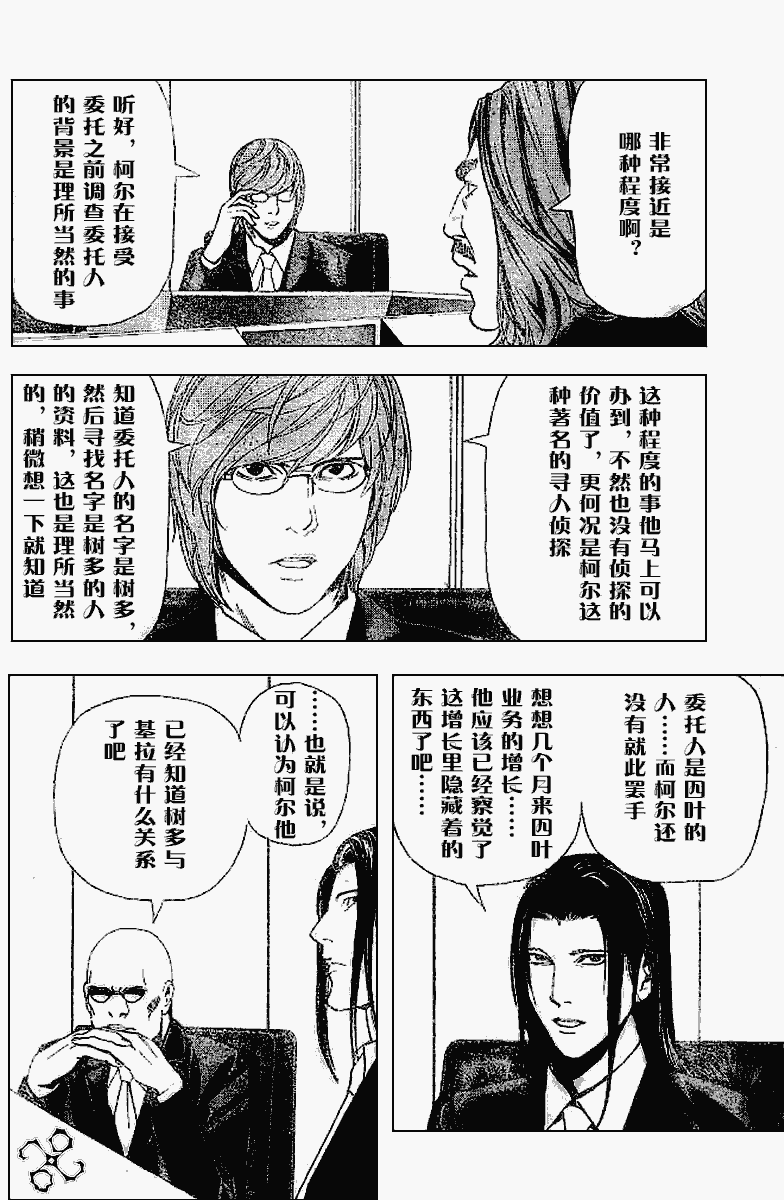 非常接近是
哪种程度啊？
听好，柯尔在接受
委托之前调查委托人
的背景是理所当然的事
这种程度的事他马上可以
办到，不然也没有侦探的
价值了，更何况是柯尔这
种著名的寻人侦探
知道委托人的名字是树多，
然后寻找名字是树多的人
的资料，这也是理所当然
的，稍微想一下就知道
委托人是四叶的
人……而柯尔还
没有就此罢手
想想几个月来四叶
业务的增长……
他应该已经察觉了
这增长里隐藏着的
东西了吧……
……也就是说，
可以认为柯尔他
已经知道树多与
基拉有什么关系
了吧